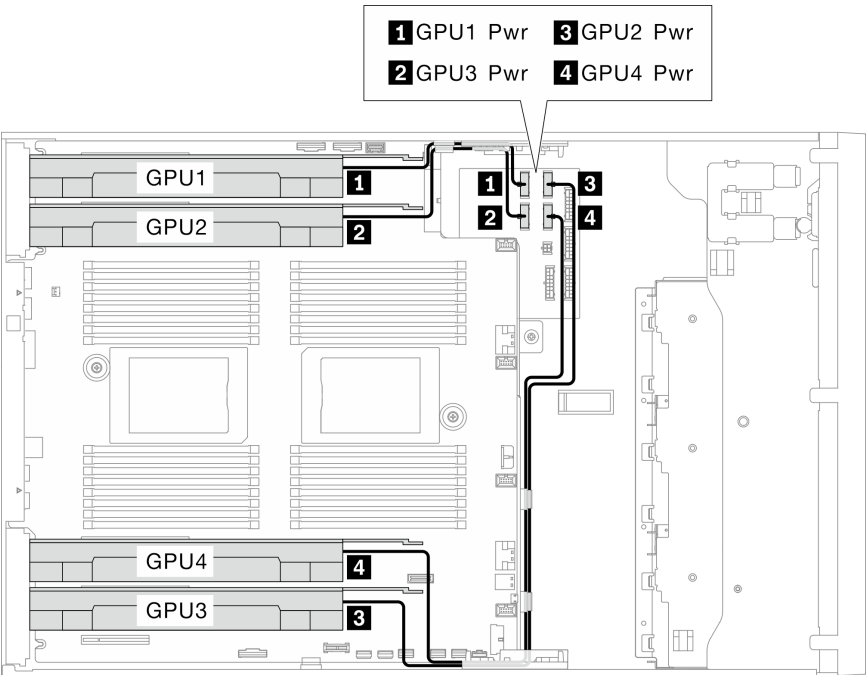 1 GPU1 Pwr 3 GPU2 Pwr
2 GPU3 Pwr 4 GPU4 Pwr
GPU1 1 1 3
GPU2 2 2 4
GPU4 4
GPU3 3